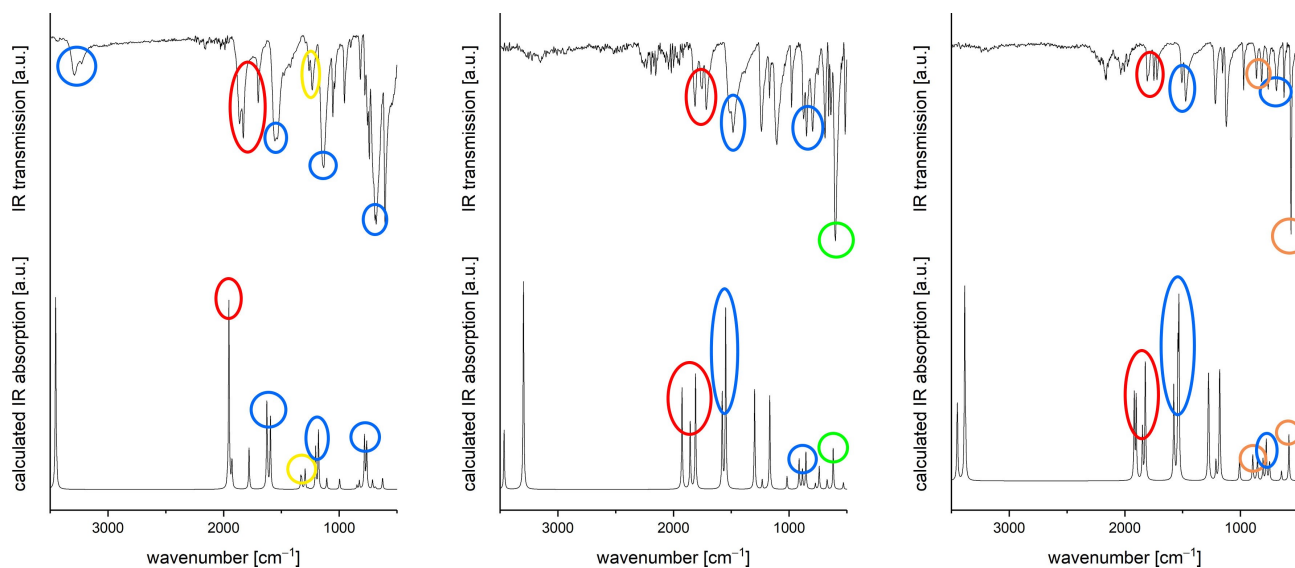 IR transmission [a.u.]
calculated IR absorption [a.u.]
3000
2000
1000
wavenumber [cm⁻¹]
IR transmission [a.u.]
calculated IR absorption [a.u.]
3000
2000
1000
wavenumber [cm⁻¹]
IR transmission [a.u.]
calculated IR absorption [a.u.]
3000
2000
1000
wavenumber [cm⁻¹]